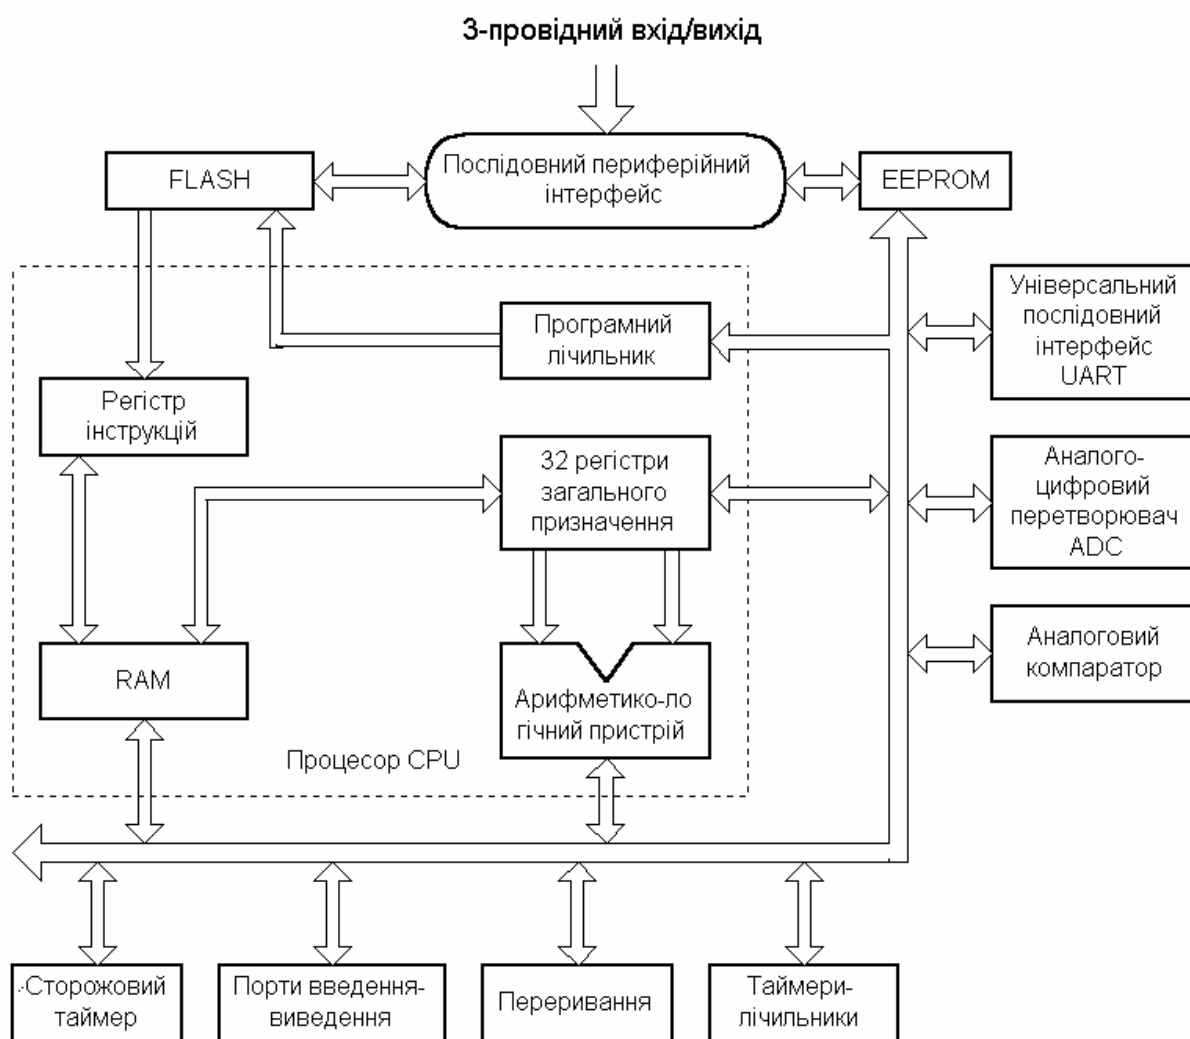 3-провідний вхід/вихід
FLASH
Послідовний периферійний
інтерфейс
EEPROM
Програмний
лічильник
Універсальний
послідовний
інтерфейс
UART
Регістр
інструкцій
32 регістри
загального
призначення
Аналого-
цифровий
перетворювач
ADC
RAM
Арифметико-ло
гічний пристрій
Аналоговий
компаратор
Процесор CPU
Сторожовий
таймер
Порти введення-
виведення
Переривання
Таймери-
лічильники